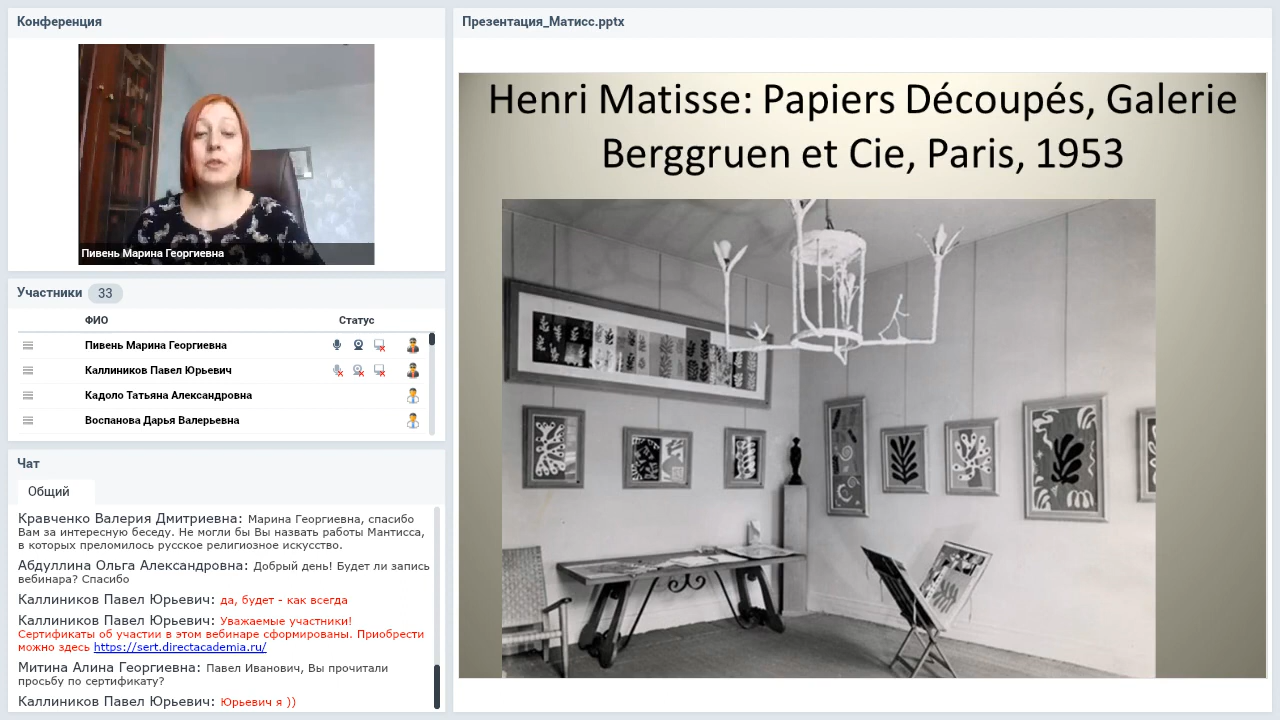 Конференция
Пивень Марина Георгиевна
Участники 33
ФИО Статус
Пивень Марина Георгиевна
Каллиников Павел Юрьевич
Кадоло Татьяна Александровна
Воспанова Дарья Валерьевна
Чат
Общий
Кравченко Валерия Дмитриевна: Марина Георгиевна, спасибо
Вам за интересную беседу. Не могли бы Вы назвать работы Мантисса,
в которых преломилось русское религиозное искусство.
Абдуллина Ольга Александровна: Добрый день! Будет ли запись
вебинара? Спасибо
Каллиников Павел Юрьевич: да, будет - как всегда
Каллиников Павел Юрьевич: Уважаемые участники!
Сертификаты об участии в этом вебинаре сформированы. Приобрести
можно здесь https://sert.directacademia.ru/
Митина Алина Георгиевна: Павел Иванович, Вы прочитали
просьбу по сертификату?
Каллиников Павел Юрьевич: Юрьевич я ))
Презентация_Матисс.pptx
Henri Matisse: Papiers Découpés, Galerie
Berggruen et Cie, Paris, 1953